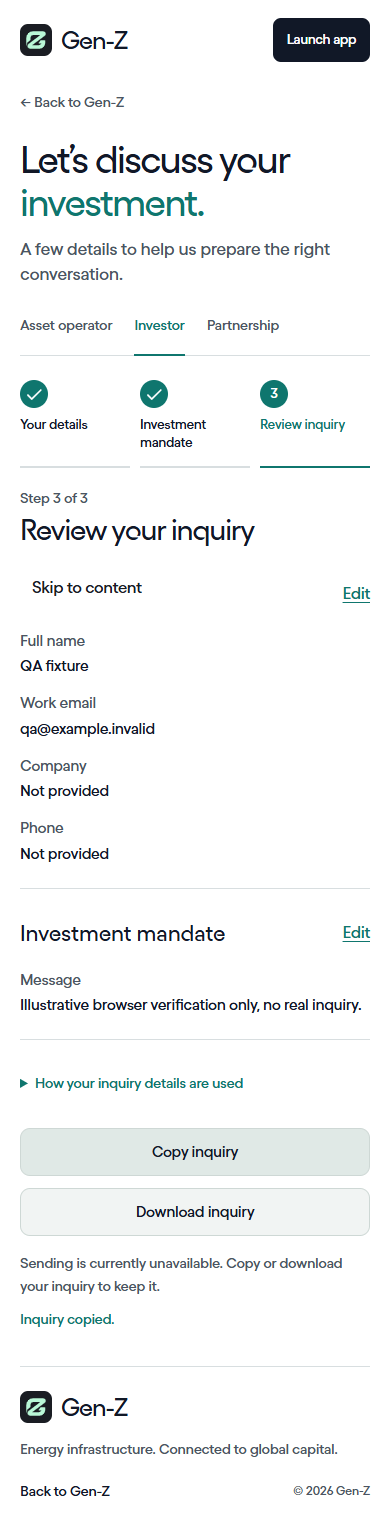 Gen-Z
Launch app
← Back to Gen-Z
Let's discuss your
investment.
A few details to help us prepare the right
conversation.
Asset operator
Investor
Partnership
3
Your details
Investment
mandate
Review inquiry
Step 3 of 3
Review your inquiry
Skip to content
Edit
Full name
QA fixture
Work email
qa@example.invalid
Company
Not provided
Phone
Not provided
Investment mandate
Edit
Message
Illustrative browser verification only, no real inquiry.
How your inquiry details are used
Copy inquiry
Download inquiry
Sending is currently unavailable. Copy or download
your inquiry to keep it.
Inquiry copied.
Gen-Z
Energy infrastructure. Connected to global capital.
Back to Gen-Z
© 2026 Gen-Z